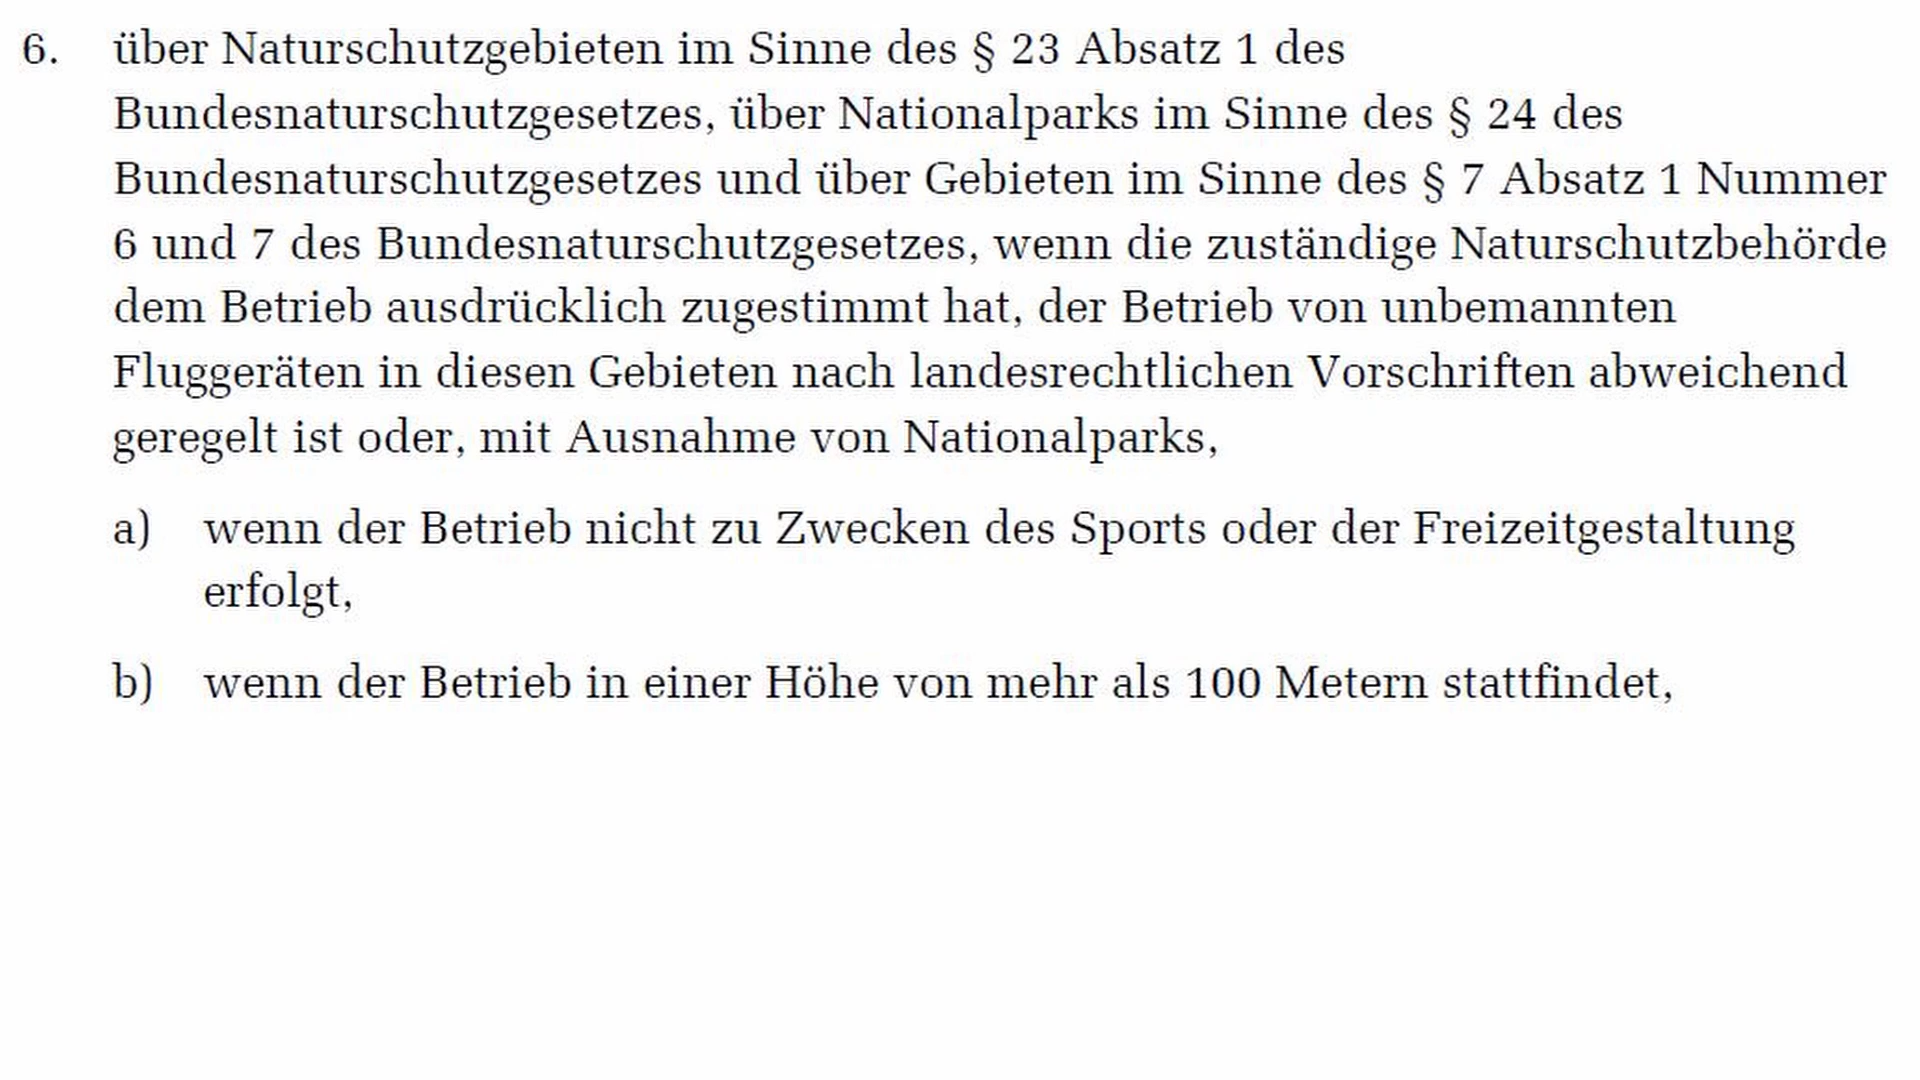 6. über Naturschutzgebieten im Sinne des § 23 Absatz 1 des
Bundesnaturschutzgesetzes, über Nationalparks im Sinne des § 24 des
Bundesnaturschutzgesetzes und über Gebieten im Sinne des § 7 Absatz 1 Nummer
6 und 7 des Bundesnaturschutzgesetzes, wenn die zuständige Naturschutzbehörde
dem Betrieb ausdrücklich zugestimmt hat, der Betrieb von unbemannten
Fluggeräten in diesen Gebieten nach landesrechtlichen Vorschriften abweichend
geregelt ist oder, mit Ausnahme von Nationalparks,
a) wenn der Betrieb nicht zu Zwecken des Sports oder der Freizeitgestaltung
erfolgt,
b) wenn der Betrieb in einer Höhe von mehr als 100 Metern stattfindet,